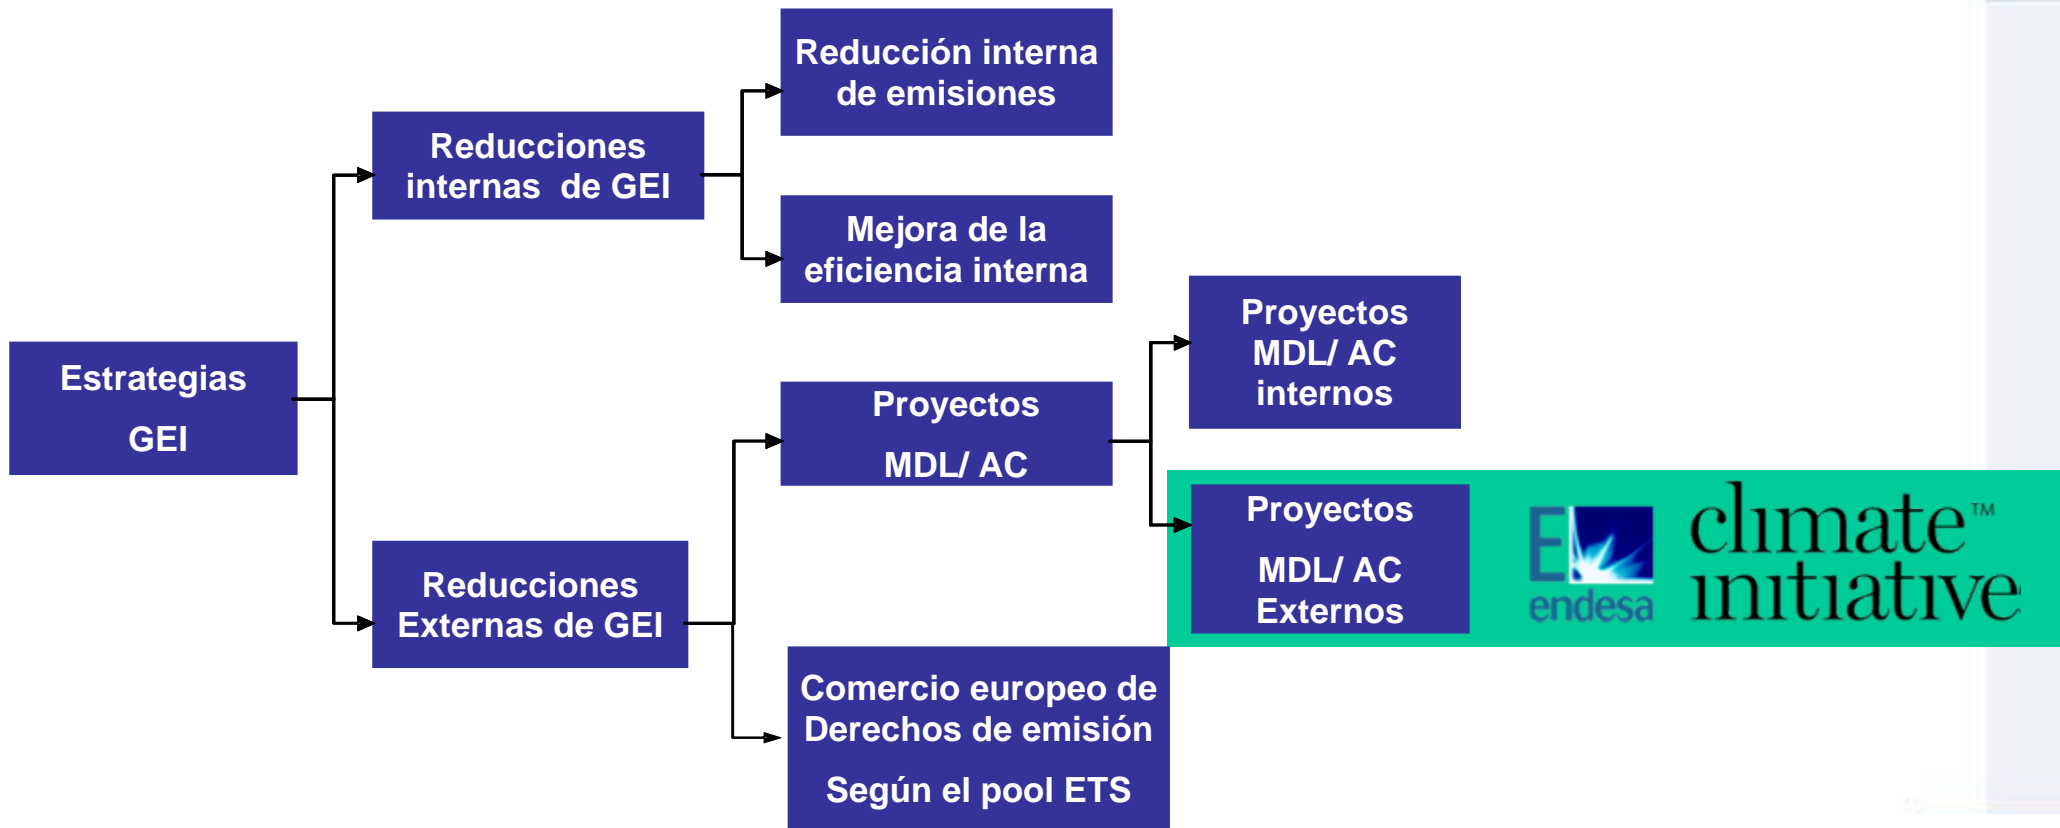 Reducción interna
de emisiones
Reducciones
internas de GEI
Mejora de la
eficiencia interna
Proyectos
MDL/ AC
internos
Estrategias
GEI
Proyectos
MDL/ AC
Proyectos
MDL/ AC
Externos
endesa
climate™
initiative
Reducciones
Externas de GEI
Comercio europeo de
Derechos de emisión
Según el pool ETS